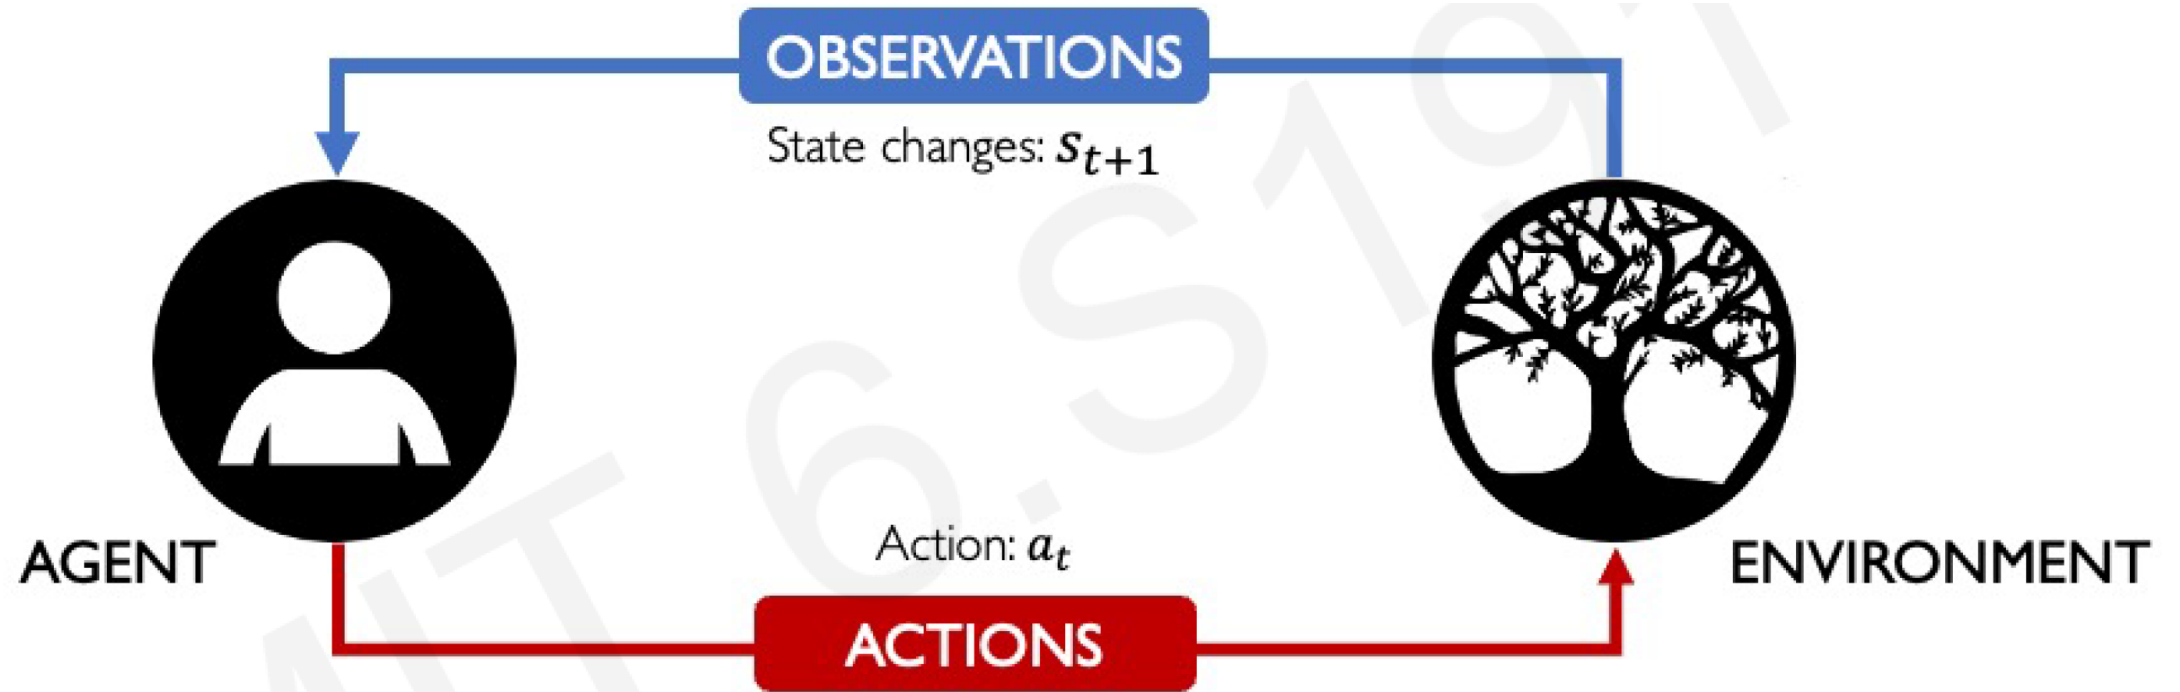 OBSERVATIONS
State changes: s_{t+1}
AGENT
Action: a_t
ENVIRONMENT
ACTIONS
MIT 6.S191